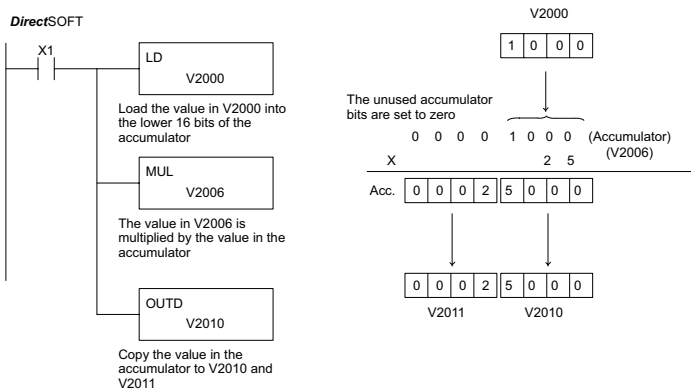 DirectSOFT
X1
LD
V2000
Load the value in V2000 into
the lower 16 bits of the
accumulator
MUL
V2006
The value in V2006 is
multiplied by the value in the
accumulator
OUTD
V2010
Copy the value in the
accumulator to V2010 and
V2011
V2000
1 0 0 0
The unused accumulator
bits are set to zero
0 0 0 0 1 0 0 0 (Accumulator)
X 2 5 (V2006)
Acc. 0 0 0 2 5 0 0 0
0 0 0 2 5 0 0 0
V2011 V2010